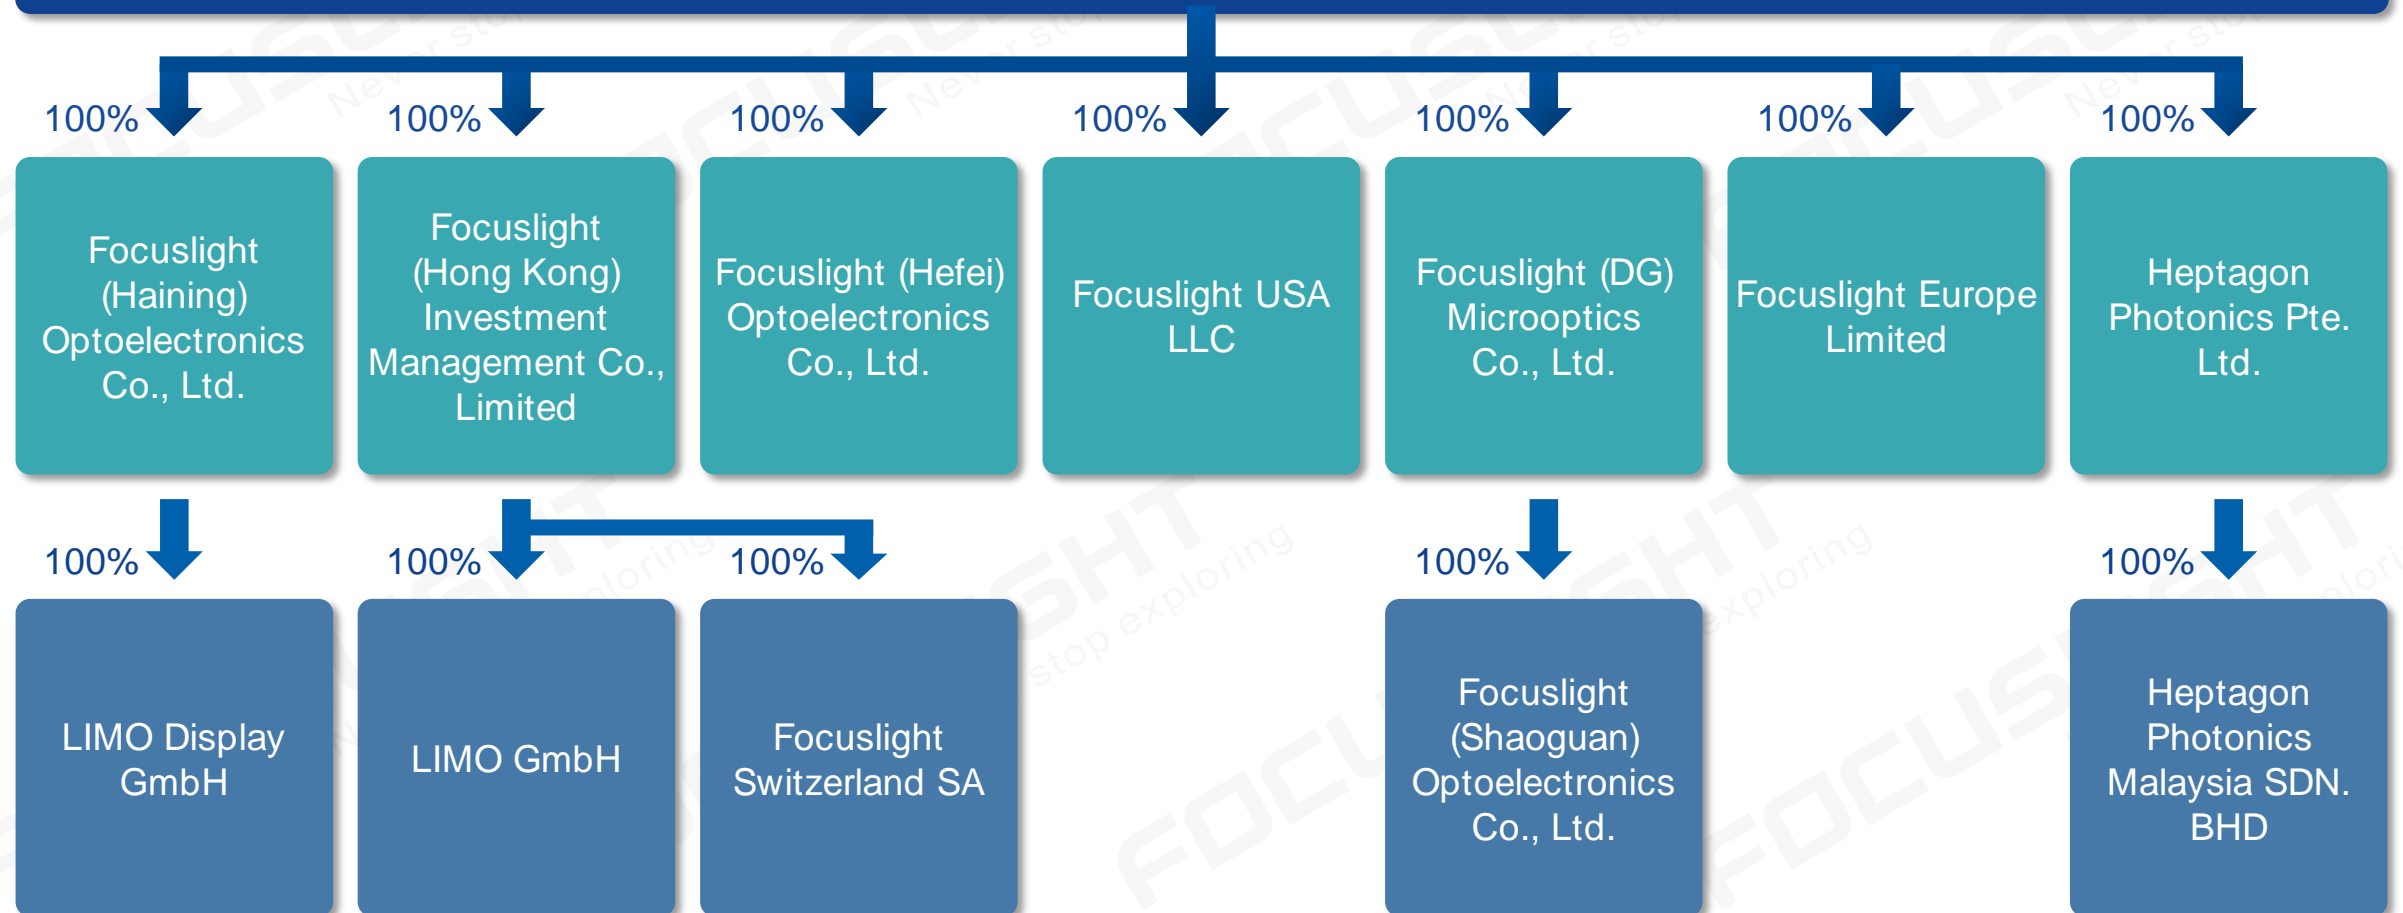 100%
100%
100%
100%
100%
100%
100%
Focuslight
(Haining)
Optoelectronics
Co., Ltd.
Focuslight
(Hong Kong)
Investment
Management Co.,
Limited
Focuslight (Hefei)
Optoelectronics
Co., Ltd.
Focuslight USA
LLC
Focuslight (DG)
Microoptics
Co., Ltd.
Focuslight Europe
Limited
Heptagon
Photonics Pte.
Ltd.
100%
100%
100%
100%
100%
LIMO Display
GmbH
LIMO GmbH
Focuslight
Switzerland SA
Focuslight
(Shaoguan)
Optoelectronics
Co., Ltd.
Heptagon
Photonics
Malaysia SDN.
BHD